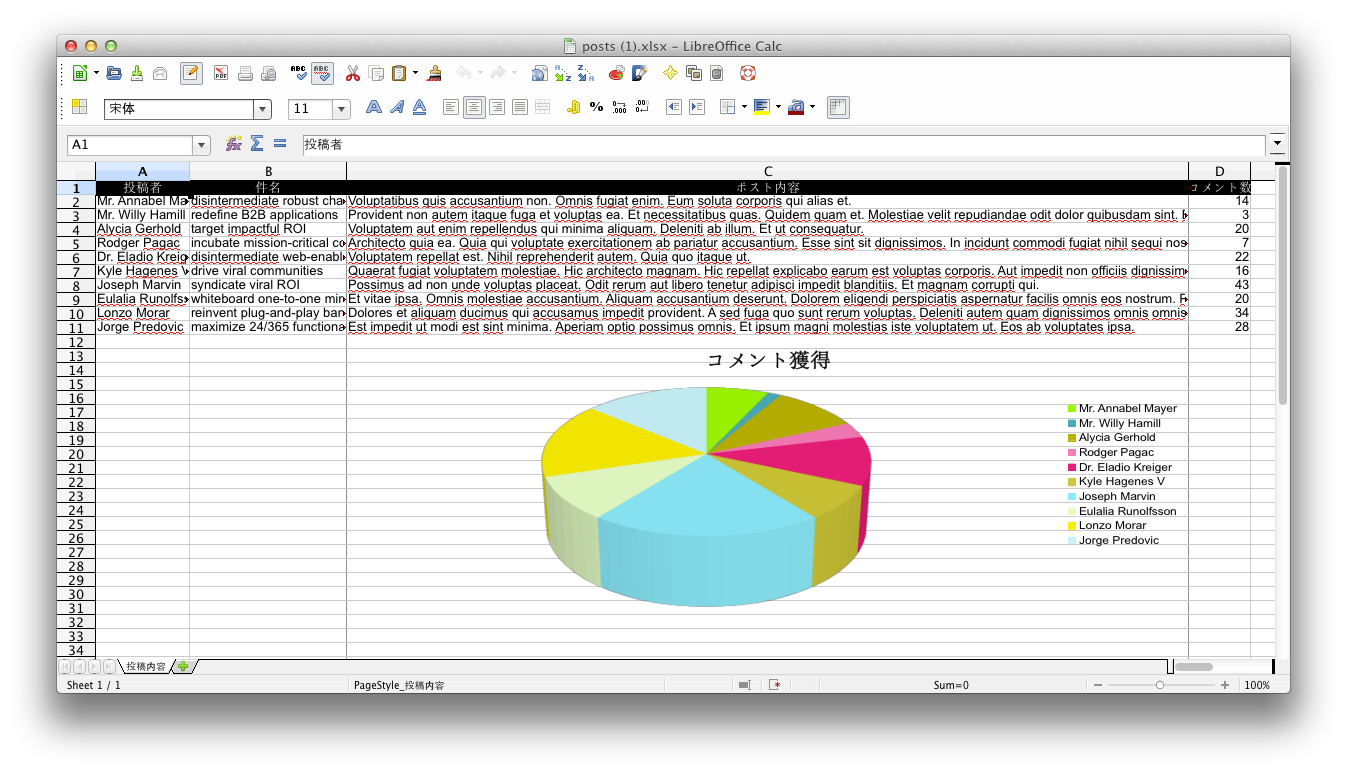 posts (1).xlsx – LibreOffice Calc
宋体 11
A1 投稿者
A B C D
1 投稿者 件名 ポスト内容 コメント数
2 Mr. Annabel Ma disintermediate robust cha Voluptatibus quis accusantium non. Omnis fugiat enim. Eum soluta corporis qui alias et. 14
3 Mr. Willy Hamill redefine B2B applications Provident non autem itaque fuga et voluptas ea. Et necessitatibus quas. Quidem quam et. Molestiae velit repudiandae odit dolor quibusdam sint. 3
4 Alycia Gerhold target impactful ROI Voluptatem aut enim repellendus qui minima aliquam. Deleniti ab illum. Et ut consequatur. 20
5 Rodger Pagac incubate mission-critical co Architecto quia ea. Quia qui voluptate exercitationem ab pariatur accusantium. Esse sint sit dignissimos. In incidunt commodi fugiat nihil sequi nos 7
6 Dr. Eladio Kreig disintermediate web-enabl Voluptatem repellat est. Nihil reprehenderit autem. Quia quo itaque ut. 22
7 Kyle Hagenes V drive viral communities Quaerat fugiat voluptatem molestiae. Hic architecto magnam. Hic repellat explicabo earum est voluptas corporis. Aut impedit non officiis dignissim 16
8 Joseph Marvin syndicate viral ROI Possimus ad non unde voluptas placeat. Odit rerum aut libero tenetur adipisci impedit blanditiis. Et magnam corrupti qui. 43
9 Eulalia Runolfs whiteboard one-to-one min Et vitae ipsa. Omnis molestiae accusantium. Aliquam accusantium deserunt. Dolorem eligendi perspiciatis aspernatur facilis omnis eos nostrum. 20
10 Lonzo Morar reinvent plug-and-play ban Dolores et aliquam ducimus qui accusamus impedit provident. A sed fuga quo sunt rerum voluptas. Deleniti autem quam dignissimos omnis omnis 34
11 Jorge Predovic maximize 24/365 functiona Est impedit ut modi est sint minima. Aperiam optio possimus omnis. Et ipsum magni molestias iste voluptatem ut. Eos ab voluptates ipsa. 28
12
13
14
15
16
17
18
19
20
21
22
23
24
25
26
27
28
29
30
31
32
33
34
コメント獲得
Mr. Annabel Mayer
Mr. Willy Hamill
Alycia Gerhold
Rodger Pagac
Dr. Eladio Kreiger
Kyle Hagenes V
Joseph Marvin
Eulalia Runolfsson
Lonzo Morar
Jorge Predovic
投稿内容
Sheet 1 / 1 PageStyle_投稿内容 Sum=0 100%